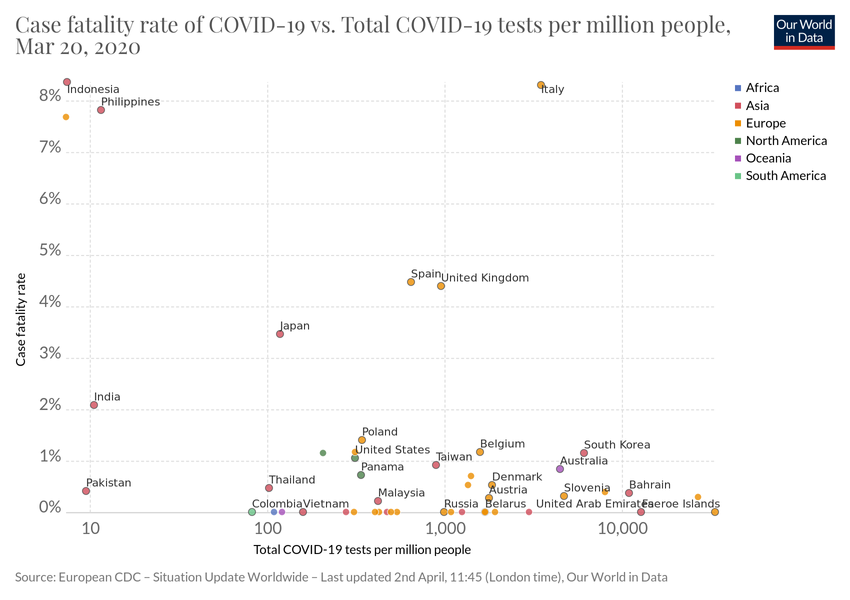 Case fatality rate of COVID-19 vs. Total COVID-19 tests per million people,
Mar 20, 2020
Our World
in Data
Africa
Asia
Europe
North America
Oceania
South America
Case fatality rate
8%
7%
6%
5%
4%
3%
2%
1%
0%
Indonesia
Philippines
Italy
Spain
United Kingdom
Japan
India
Poland
United States
Belgium
South Korea
Taiwan
Australia
Panama
Pakistan
Thailand
Denmark
Malaysia
Austria
Slovenia
Bahrain
Colombia
Vietnam
Russia
Belarus
United Arab Emirates
Faeroe Islands
10
100
1,000
10,000
Total COVID-19 tests per million people
Source: European CDC – Situation Update Worldwide – Last updated 2nd April, 11:45 (London time), Our World in Data